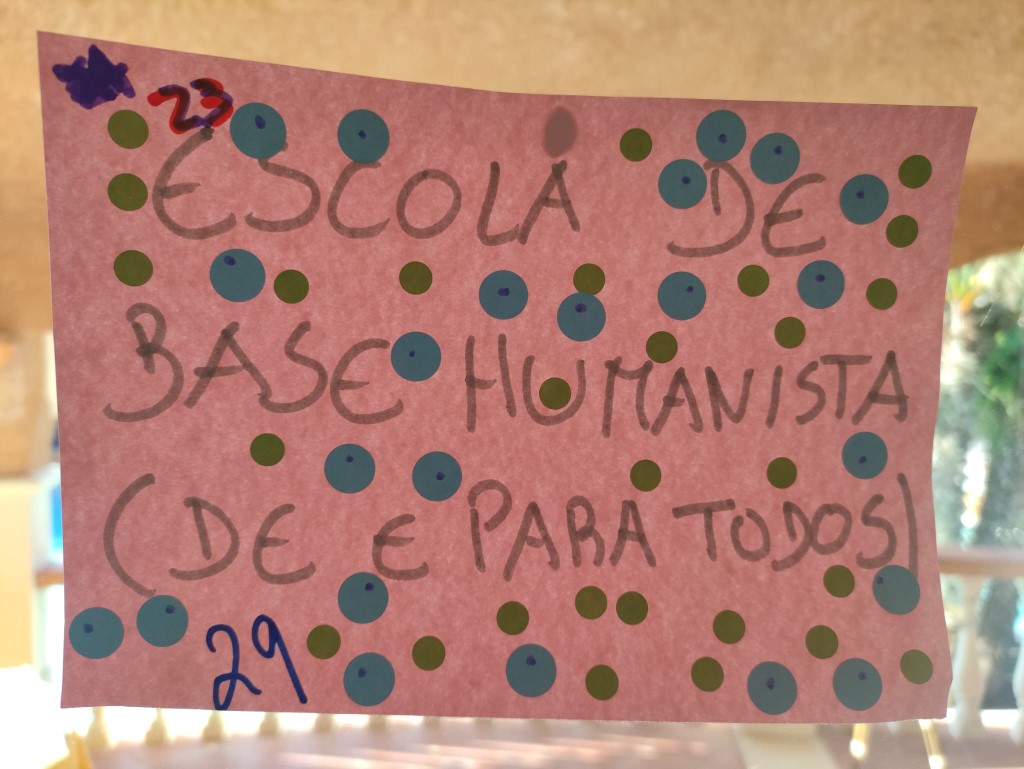 23
ESCOLA DE
BASE HUMANISTA
(DE E PARA TODOS)
29